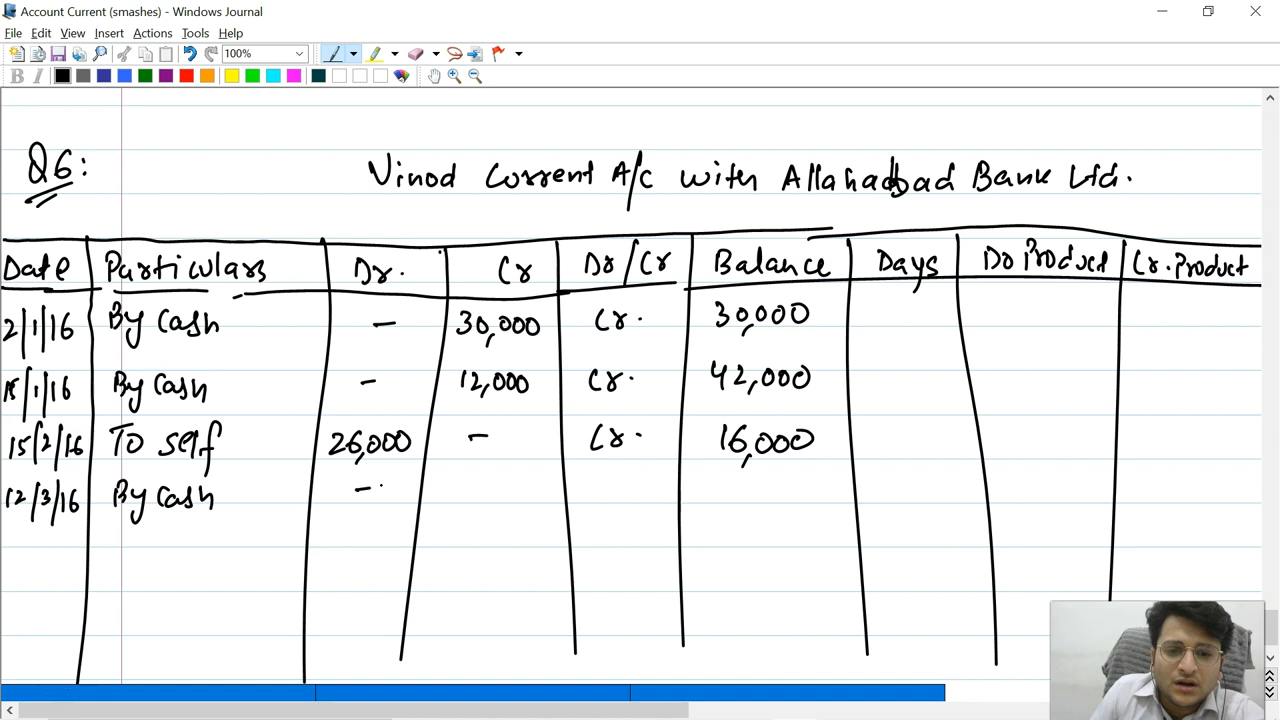 Account Current (smashes) - Windows Journal
File Edit View Insert Actions Tools Help
100%
B I
Q6: Vinod Current A/c with Allahabad Bank Ltd.
Date Particulars Dr. Cr Dr/Cr Balance Days Dr Product Cr. Product
2/1/16 By Cash - 30,000 Cr. 30,000
15/1/16 By Cash - 12,000 Cr. 42,000
15/2/16 To self 26,000 - Cr. 16,000
12/3/16 By Cash -